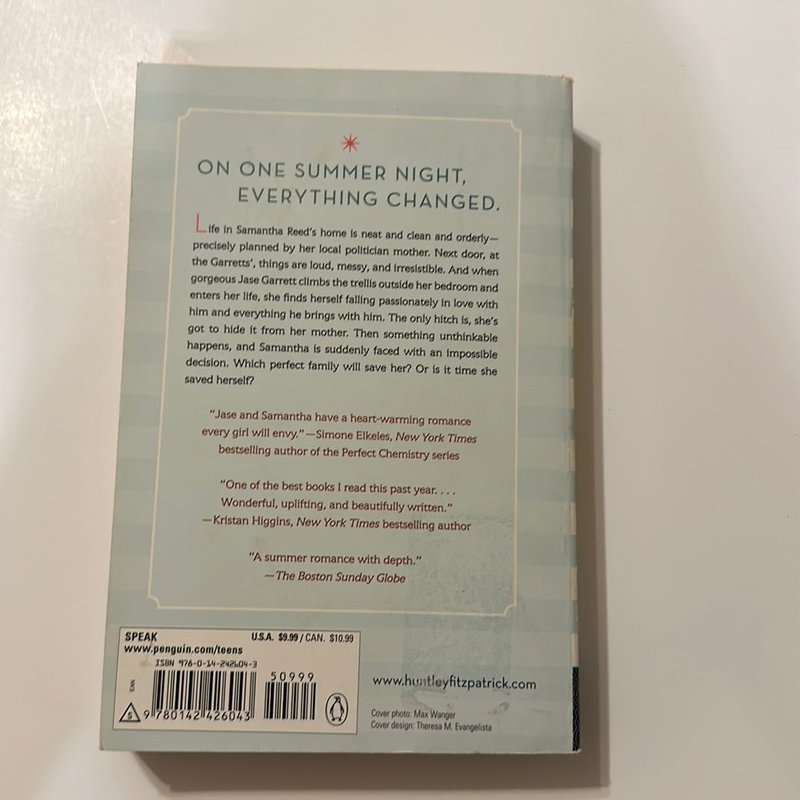 ON ONE SUMMER NIGHT,
EVERYTHING CHANGED.
Life in Samantha Reed's home is neat and clean and orderly—
precisely planned by her local politician mother. Next door, at
the Garretts', things are loud, messy, and irresistible. And when
gorgeous Jase Garrett climbs the trellis outside her bedroom and
enters her life, she finds herself falling passionately in love with
him and everything he brings with him. The only hitch is, she's
got to hide it from her mother. Then something unthinkable
happens, and Samantha is suddenly faced with an impossible
decision. Which perfect family will save her? Or is it time she
saved herself?
"Jase and Samantha have a heart-warming romance
every girl will envy."—Simone Elkeles, New York Times
bestselling author of the Perfect Chemistry series
"One of the best books I read this past year. . . .
Wonderful, uplifting, and beautifully written."
—Kristan Higgins, New York Times bestselling author
"A summer romance with depth."
—The Boston Sunday Globe
SPEAK U.S.A. $9.99 / CAN. $10.99
www.penguin.com/teens
ISBN 978-0-14-242604-3
50999
EAN
S 9 780142 426043
www.huntleyfitzpatrick.com
Cover photo: Max Wanger
Cover design: Theresa M. Evangelista